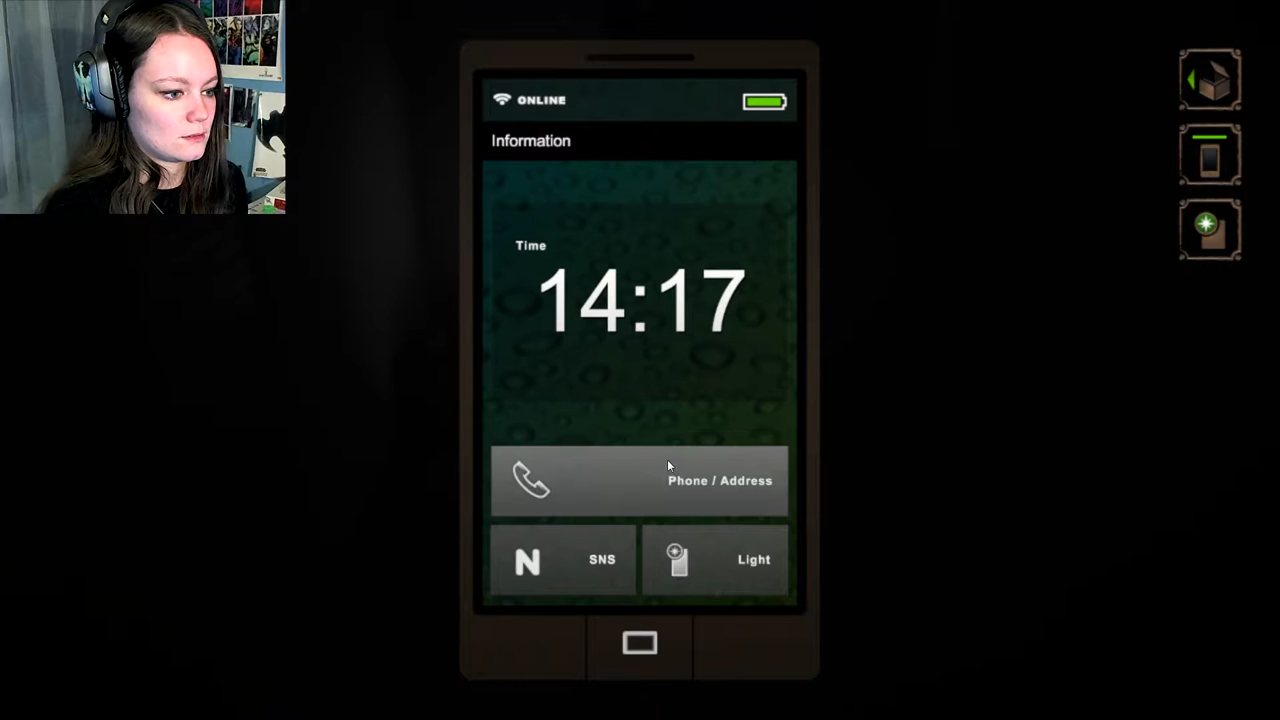 ONLINE
Information
Time
14:17
Phone / Address
N SNS
Light